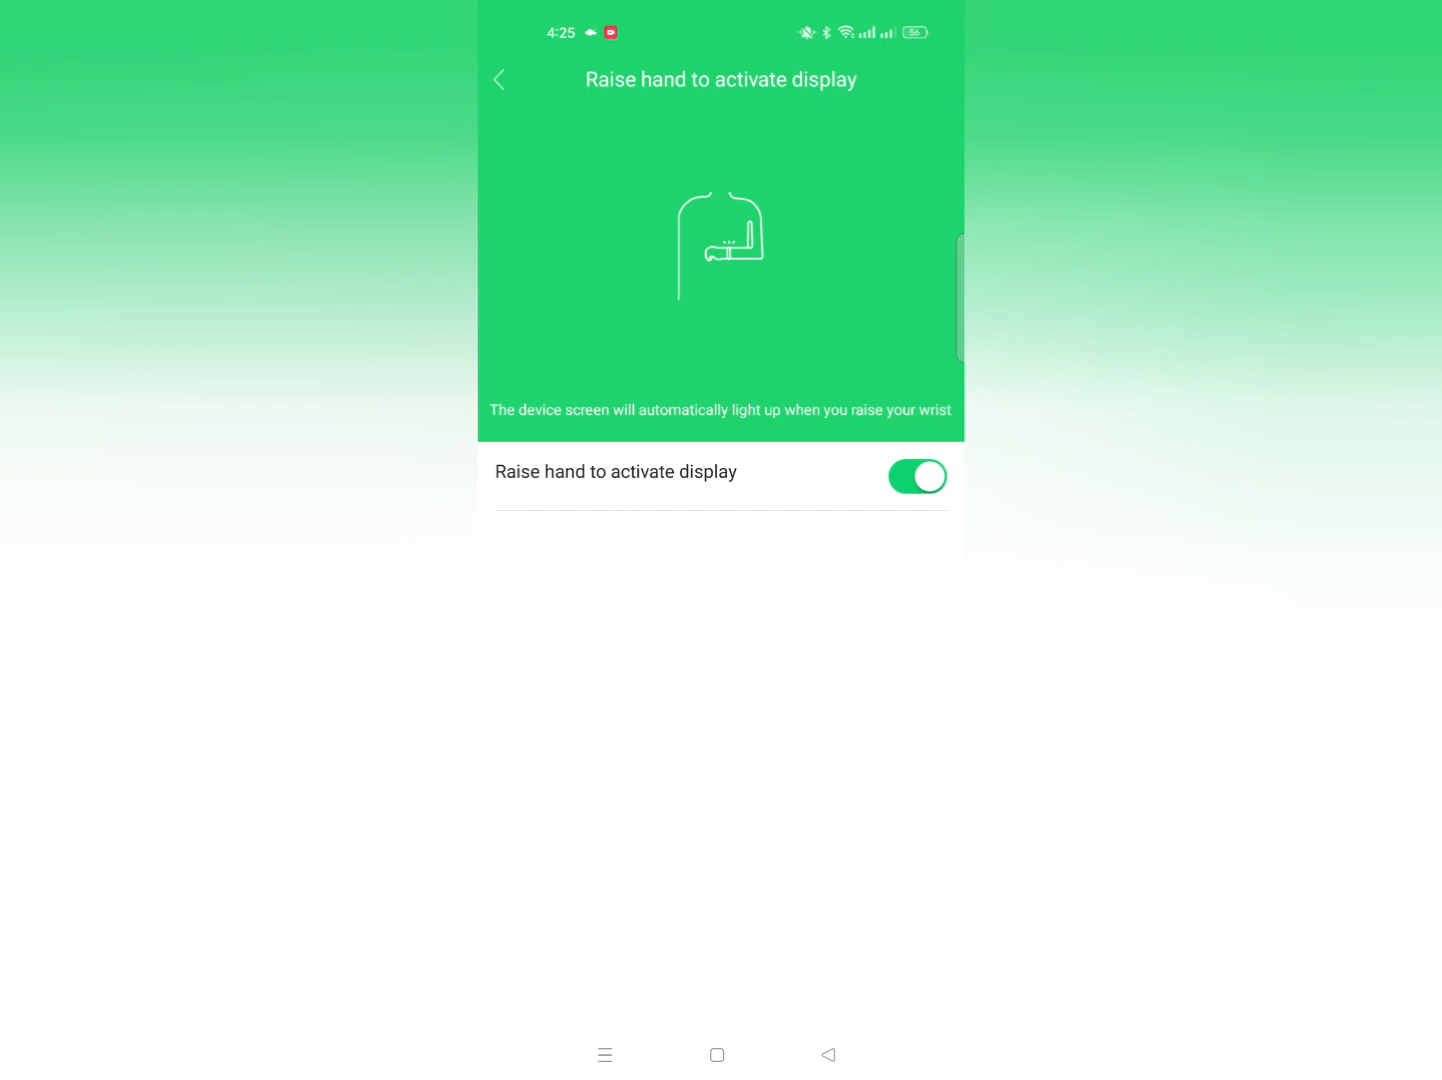 4:25
56
Raise hand to activate display
The device screen will automatically light up when you raise your wrist
Raise hand to activate display